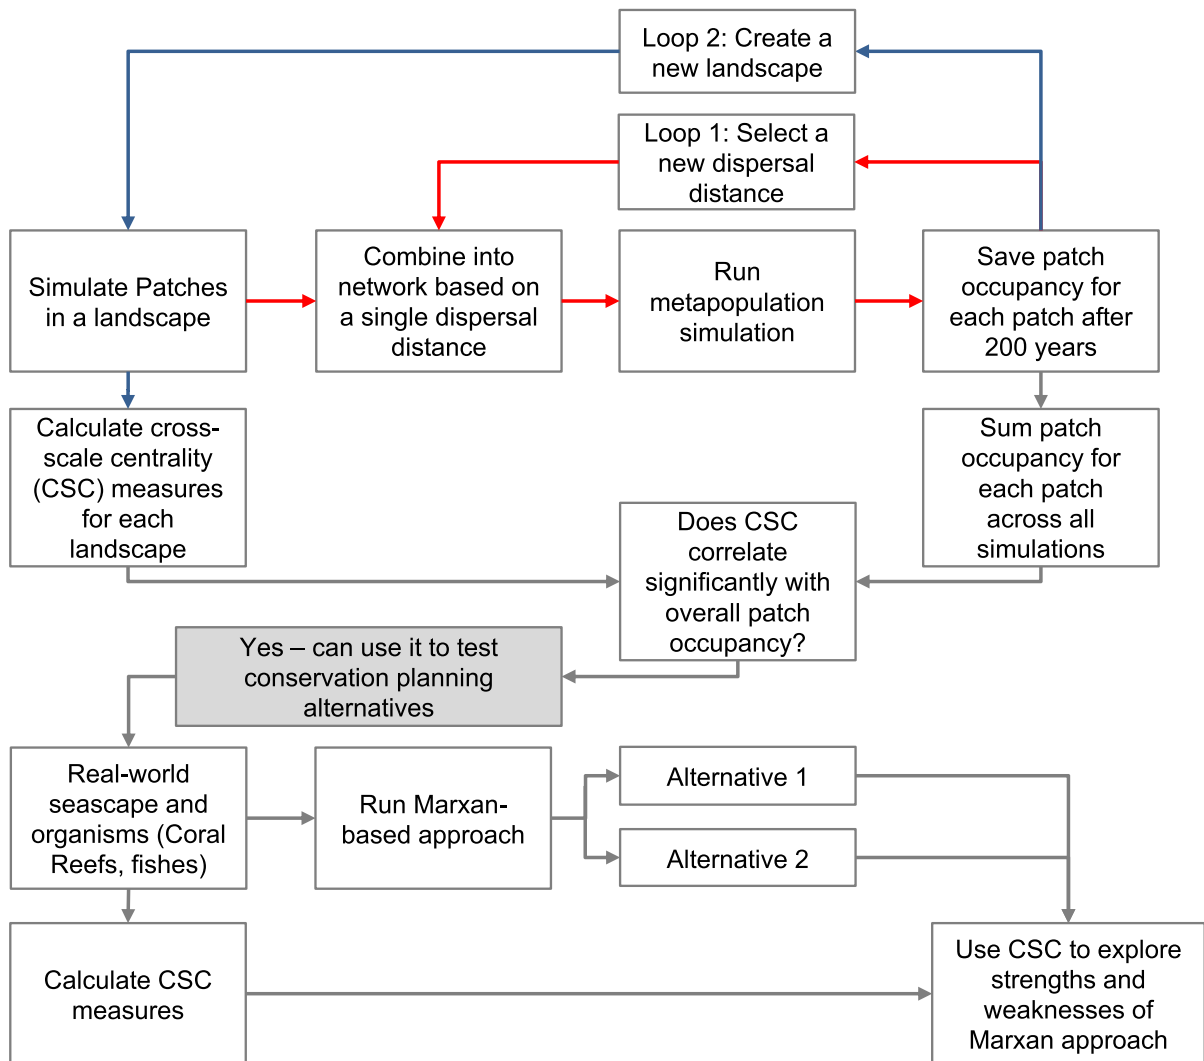 Loop 2: Create a
new landscape
Loop 1: Select a
new dispersal
distance
Simulate Patches
in a landscape
Combine into
network based on
a single dispersal
distance
Run
metapopulation
simulation
Save patch
occupancy for
each patch after
200 years
Calculate cross-
scale centrality
(CSC) measures
for each
landscape
Sum patch
occupancy for
each patch
across all
simulations
Does CSC
correlate
significantly with
overall patch
occupancy?
Yes – can use it to test
conservation planning
alternatives
Real-world
seascape and
organisms (Coral
Reefs, fishes)
Run Marxan-
based approach
Alternative 1
Alternative 2
Calculate CSC
measures
Use CSC to explore
strengths and
weaknesses of
Marxan approach